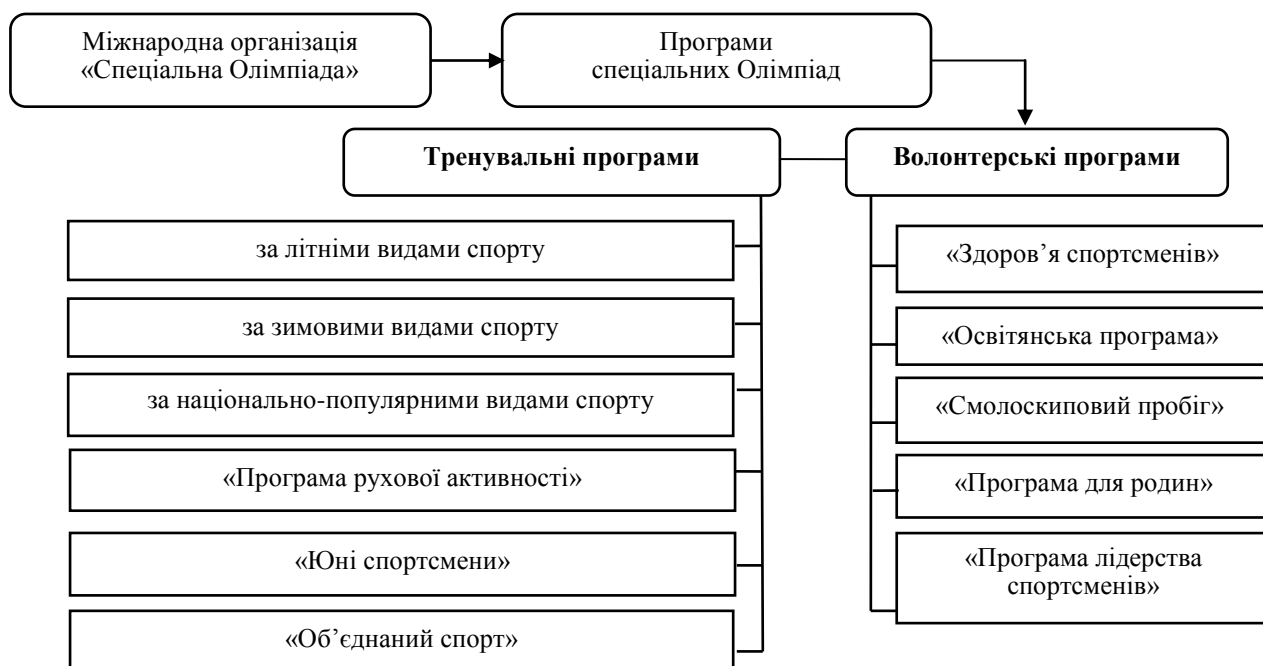 Міжнародна організація
«Спеціальна Олімпіада»
Програми
спеціальних Олімпіад
Тренувальні програми
Волонтерські програми
за літніми видами спорту
за зимовими видами спорту
за національно-популярними видами спорту
«Програма рухової активності»
«Юні спортсмени»
«Об’єднаний спорт»
«Здоров’я спортсменів»
«Освітянська програма»
«Смолоскиповий пробіг»
«Програма для родин»
«Програма лідерства
спортсменів»